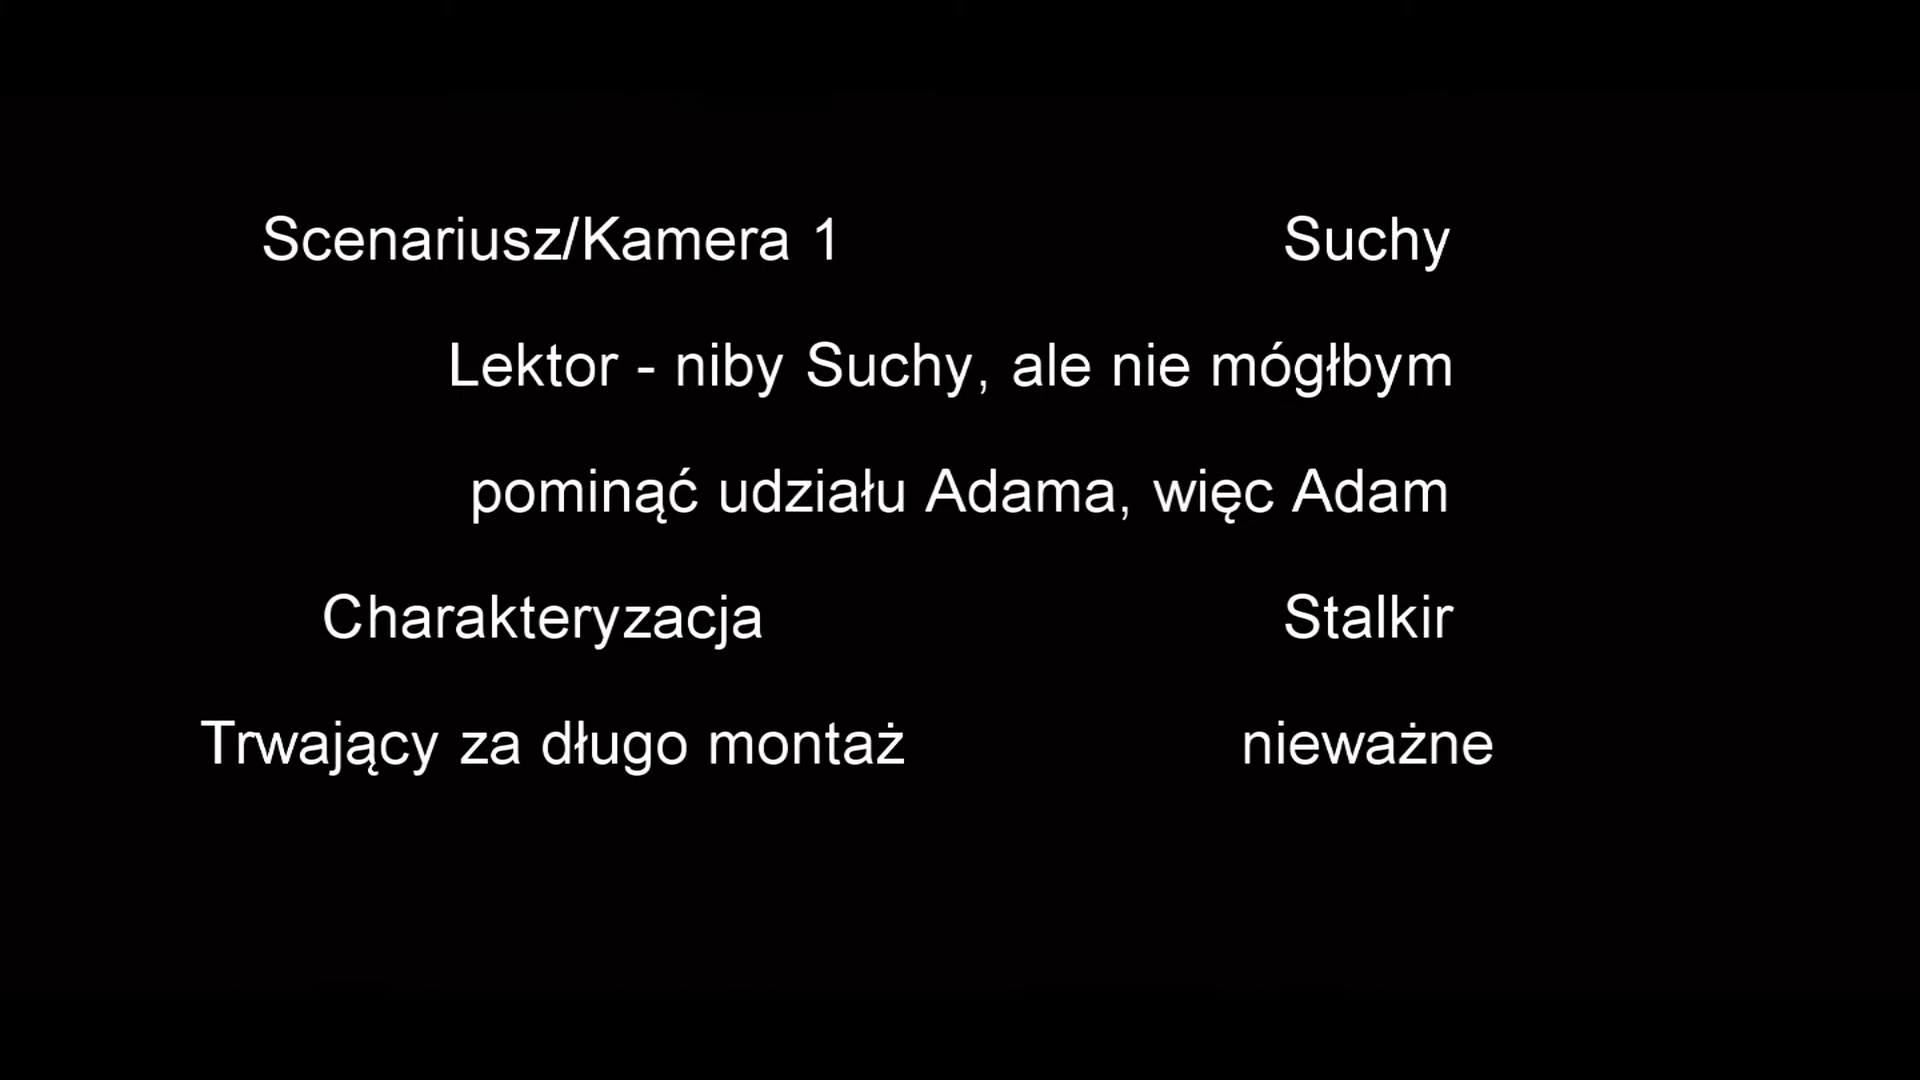 Scenariusz/Kamera 1 Suchy
Lektor - niby Suchy, ale nie mógłbym
pominąć udziału Adama, więc Adam
Charakteryzacja Stalkir
Trwający za długo montaż nieważne